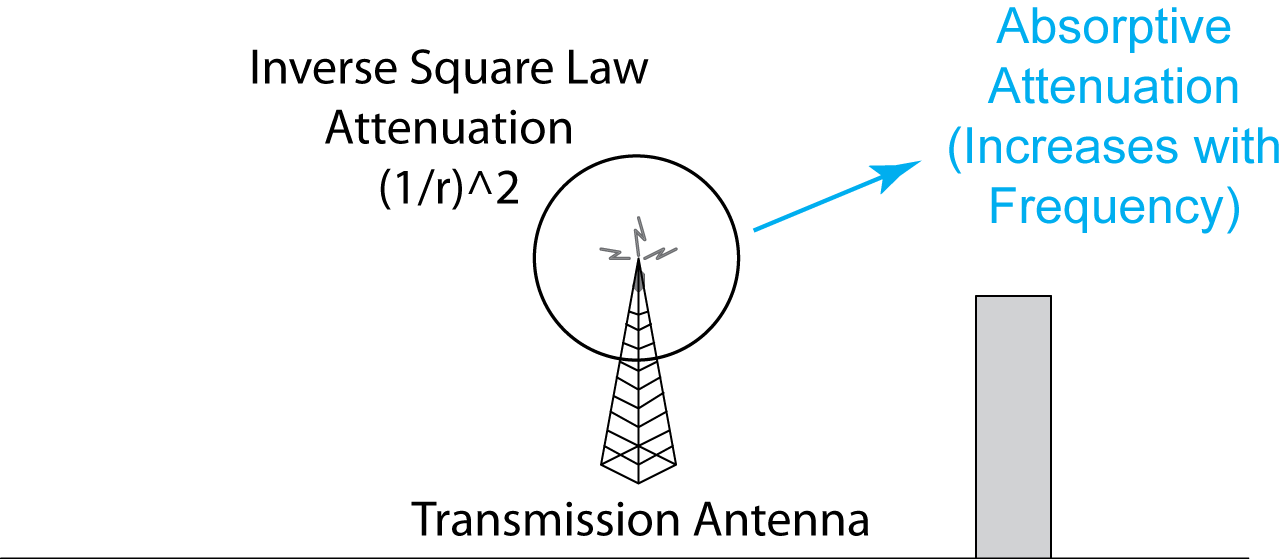 Inverse Square Law
Attenuation
(1/r)^2
Absorptive
Attenuation
(Increases with
Frequency)
Transmission Antenna